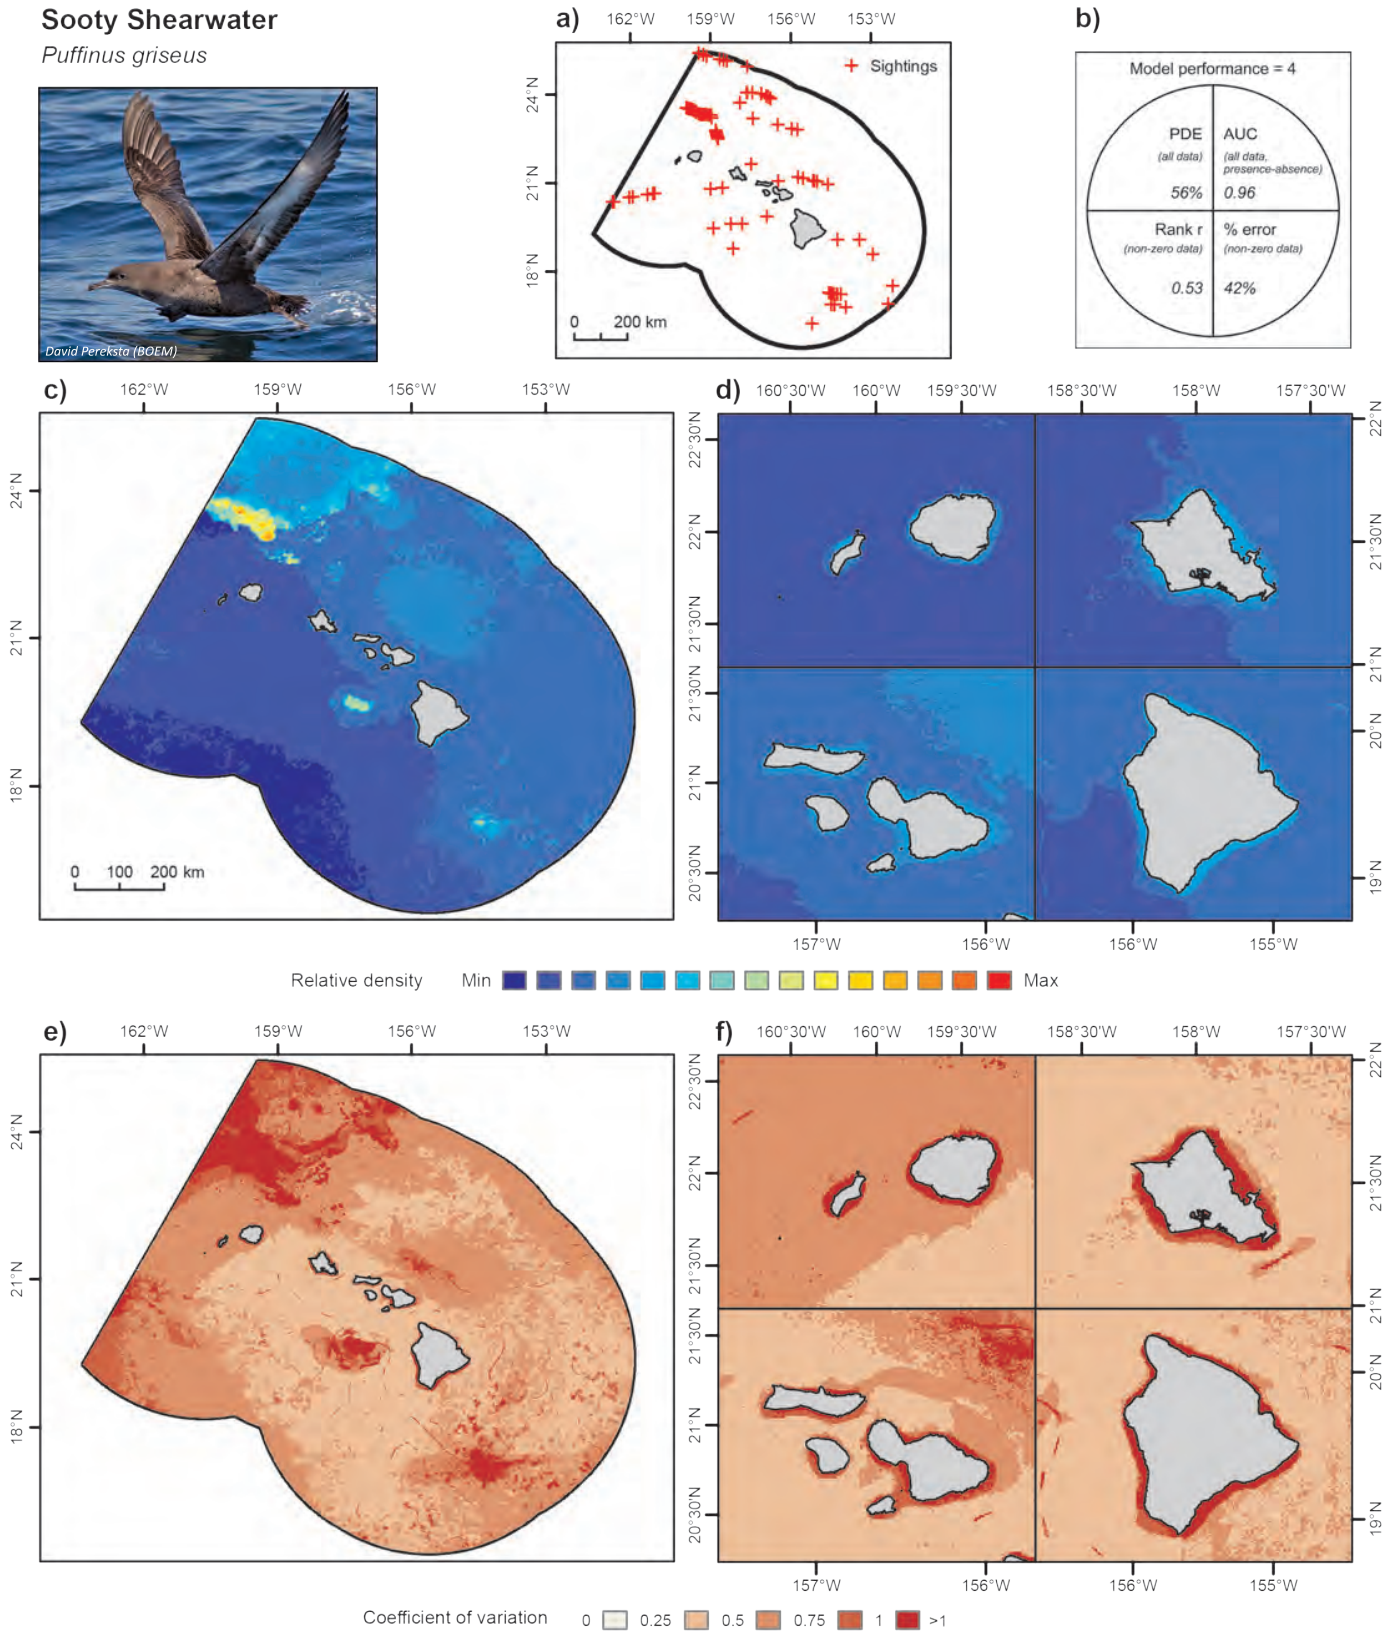 Sooty Shearwater
Puffinus griseus
David Pereksta (BOEM)
a)
162°W 159°W 156°W 153°W
24°N
21°N
18°N
Sightings
0 200 km
b)
Model performance = 4
PDE
(all data)
56%
AUC
(all data,
presence-absence)
0.96
Rank r
(non-zero data)
0.53
% error
(non-zero data)
42%
c)
162°W 159°W 156°W 153°W
24°N
21°N
18°N
0 100 200 km
d)
160°30'W 160°W 159°30'W 158°30'W 158°W 157°30'W
22°30'N
22°N
21°30'N
21°30'N
21°N
20°30'N
22°N
21°30'N
21°N
20°N
19°N
157°W 156°W 156°W 155°W
Relative density Min Max
e)
162°W 159°W 156°W 153°W
24°N
21°N
18°N
f)
160°30'W 160°W 159°30'W 158°30'W 158°W 157°30'W
22°30'N
22°N
21°30'N
21°30'N
21°N
20°30'N
22°N
21°30'N
21°N
20°N
19°N
157°W 156°W 156°W 155°W
Coefficient of variation 0 0.25 0.5 0.75 1 >1